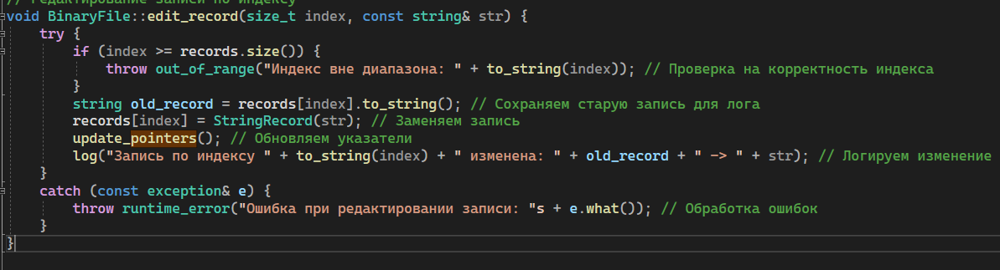 // Редактирование записи по индексу
void BinaryFile::edit_record(size_t index, const string& str) {
    try {
        if (index >= records.size()) {
            throw out_of_range("Индекс вне диапазона: " + to_string(index)); // Проверка на корректность индекса
        }
        string old_record = records[index].to_string(); // Сохраняем старую запись для лога
        records[index] = StringRecord(str); // Заменяем запись
        update_pointers(); // Обновляем указатели
        log("Запись по индексу " + to_string(index) + " изменена: " + old_record + " -> " + str); // Логируем изменение
    }
    catch (const exception& e) {
        throw runtime_error("Ошибка при редактировании записи: "s + e.what()); // Обработка ошибок
    }
}